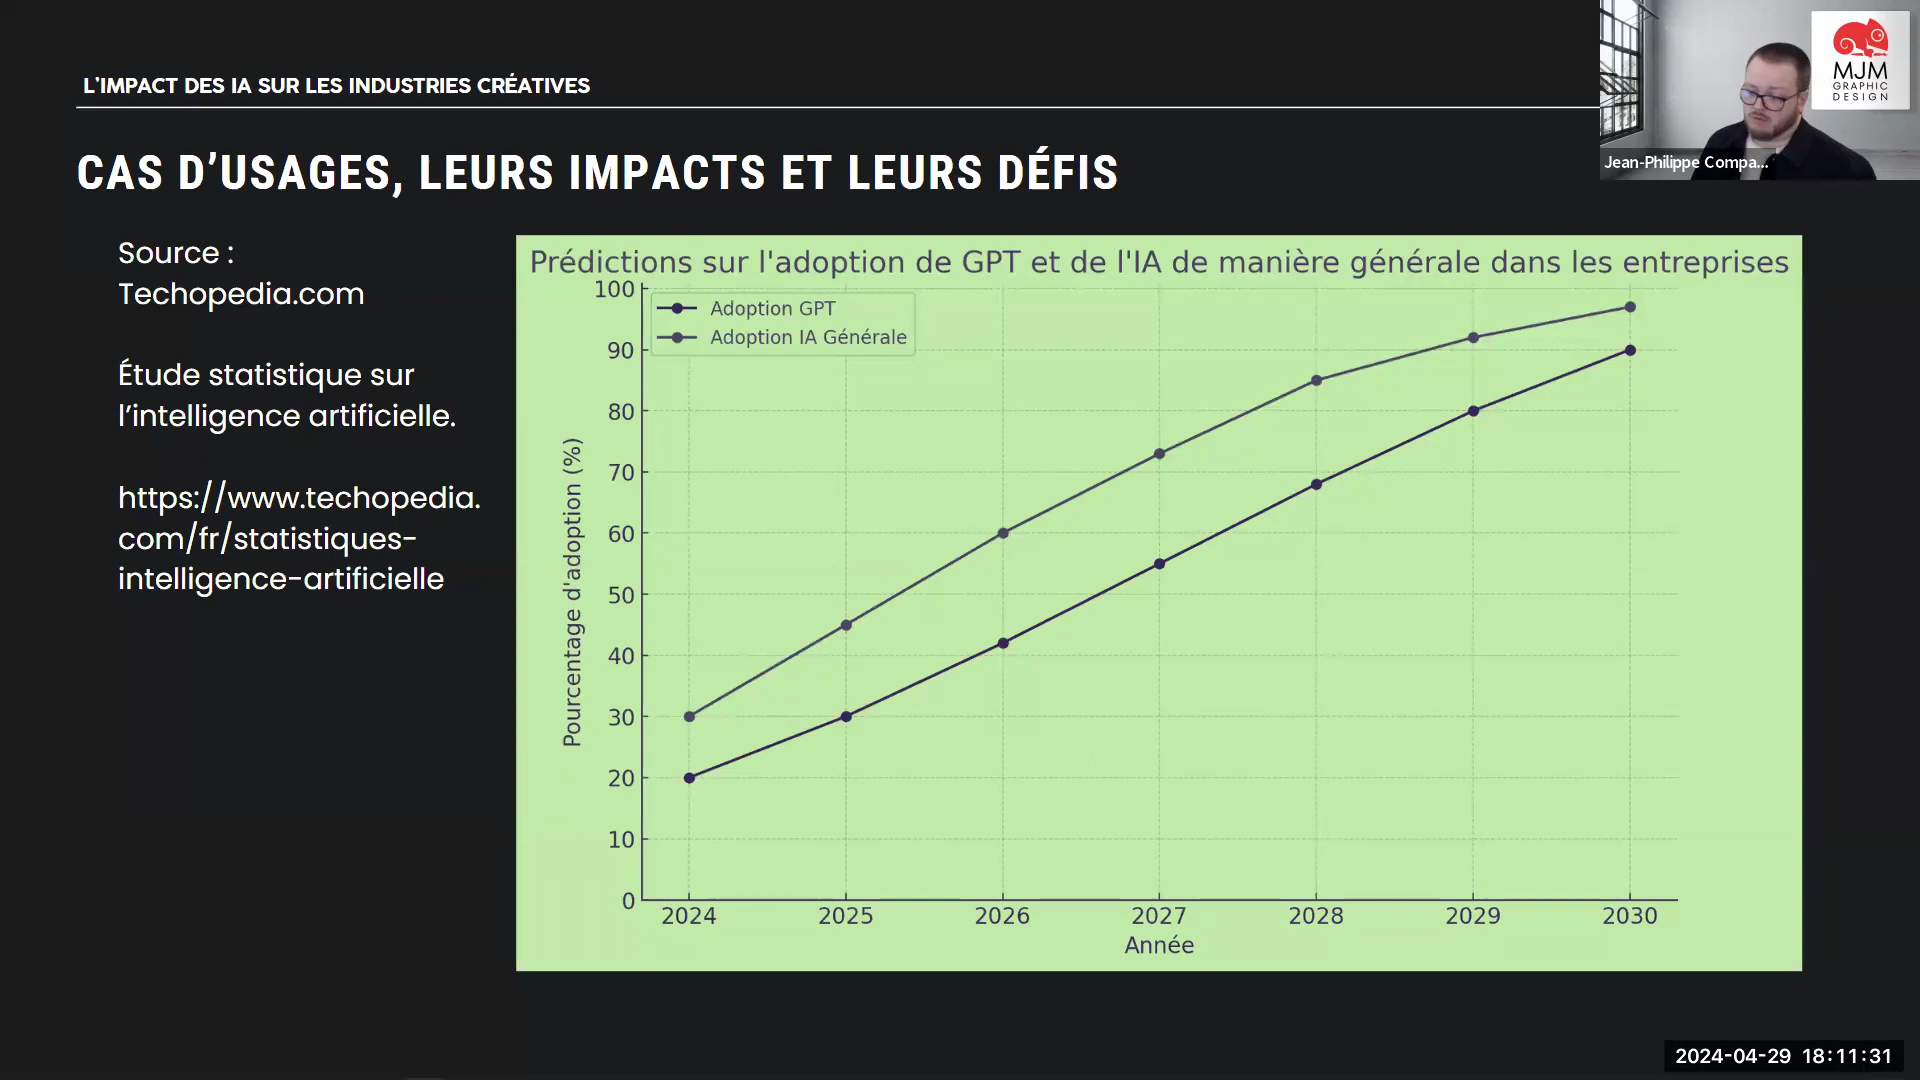 L'IMPACT DES IA SUR LES INDUSTRIES CRÉATIVES
CAS D'USAGES, LEURS IMPACTS ET LEURS DÉFIS
MJM
GRAPHIC
DESIGN
Jean-Philippe Compa...
Source :
Techopedia.com
Étude statistique sur
l'intelligence artificielle.
https://www.techopedia.
com/fr/statistiques-
intelligence-artificielle
Prédictions sur l'adoption de GPT et de l'IA de manière générale dans les entreprises
Adoption GPT
Adoption IA Générale
Pourcentage d'adoption (%)
100
90
80
70
60
50
40
30
20
10
0
2024 2025 2026 2027 2028 2029 2030
Année
2024-04-29 18:11:31